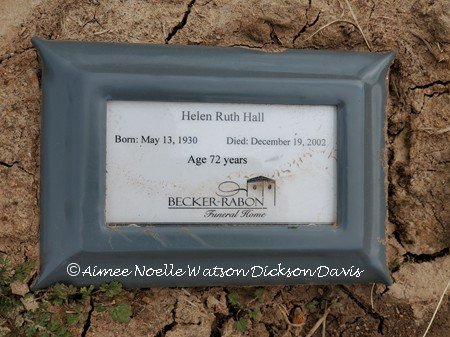 Helen Ruth Hall
Born: May 13, 1930 Died: December 19, 2002
Age 72 years
BECKER-RABON
Funeral Home
©Aimee Noelle Watson Dickson Davis